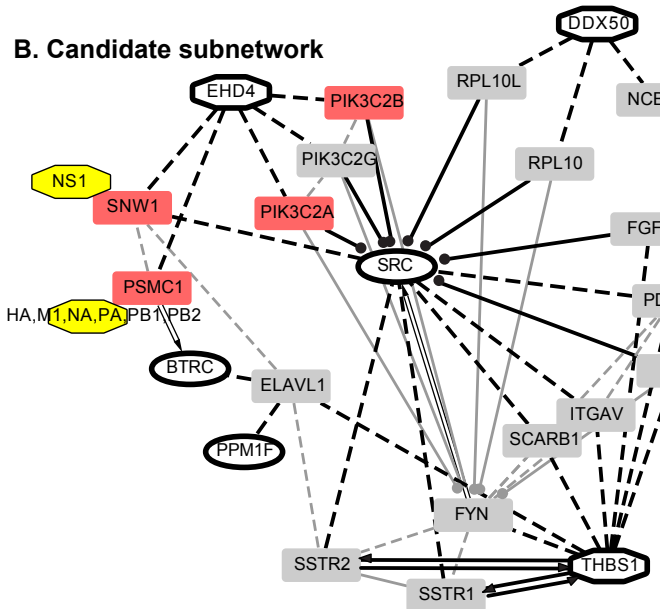 DDX50
B. Candidate subnetwork
EHD4
RPL10L
PIK3C2B
PIK3C2G
RPL10
NS1
SNW1
PIK3C2A
SRC
PSMC1
HA,M1,NA,PA,PB1,PB2
BTRC
ELAVL1
ITGAV
SCARB1
PPM1F
FYN
SSTR2
THBS1
SSTR1